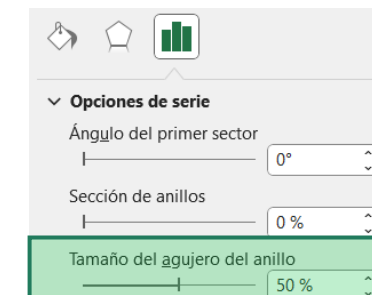 Opciones de serie
Ángulo del primer sector
0°
Sección de anillos
0 %
Tamaño del agujero del anillo
50 %